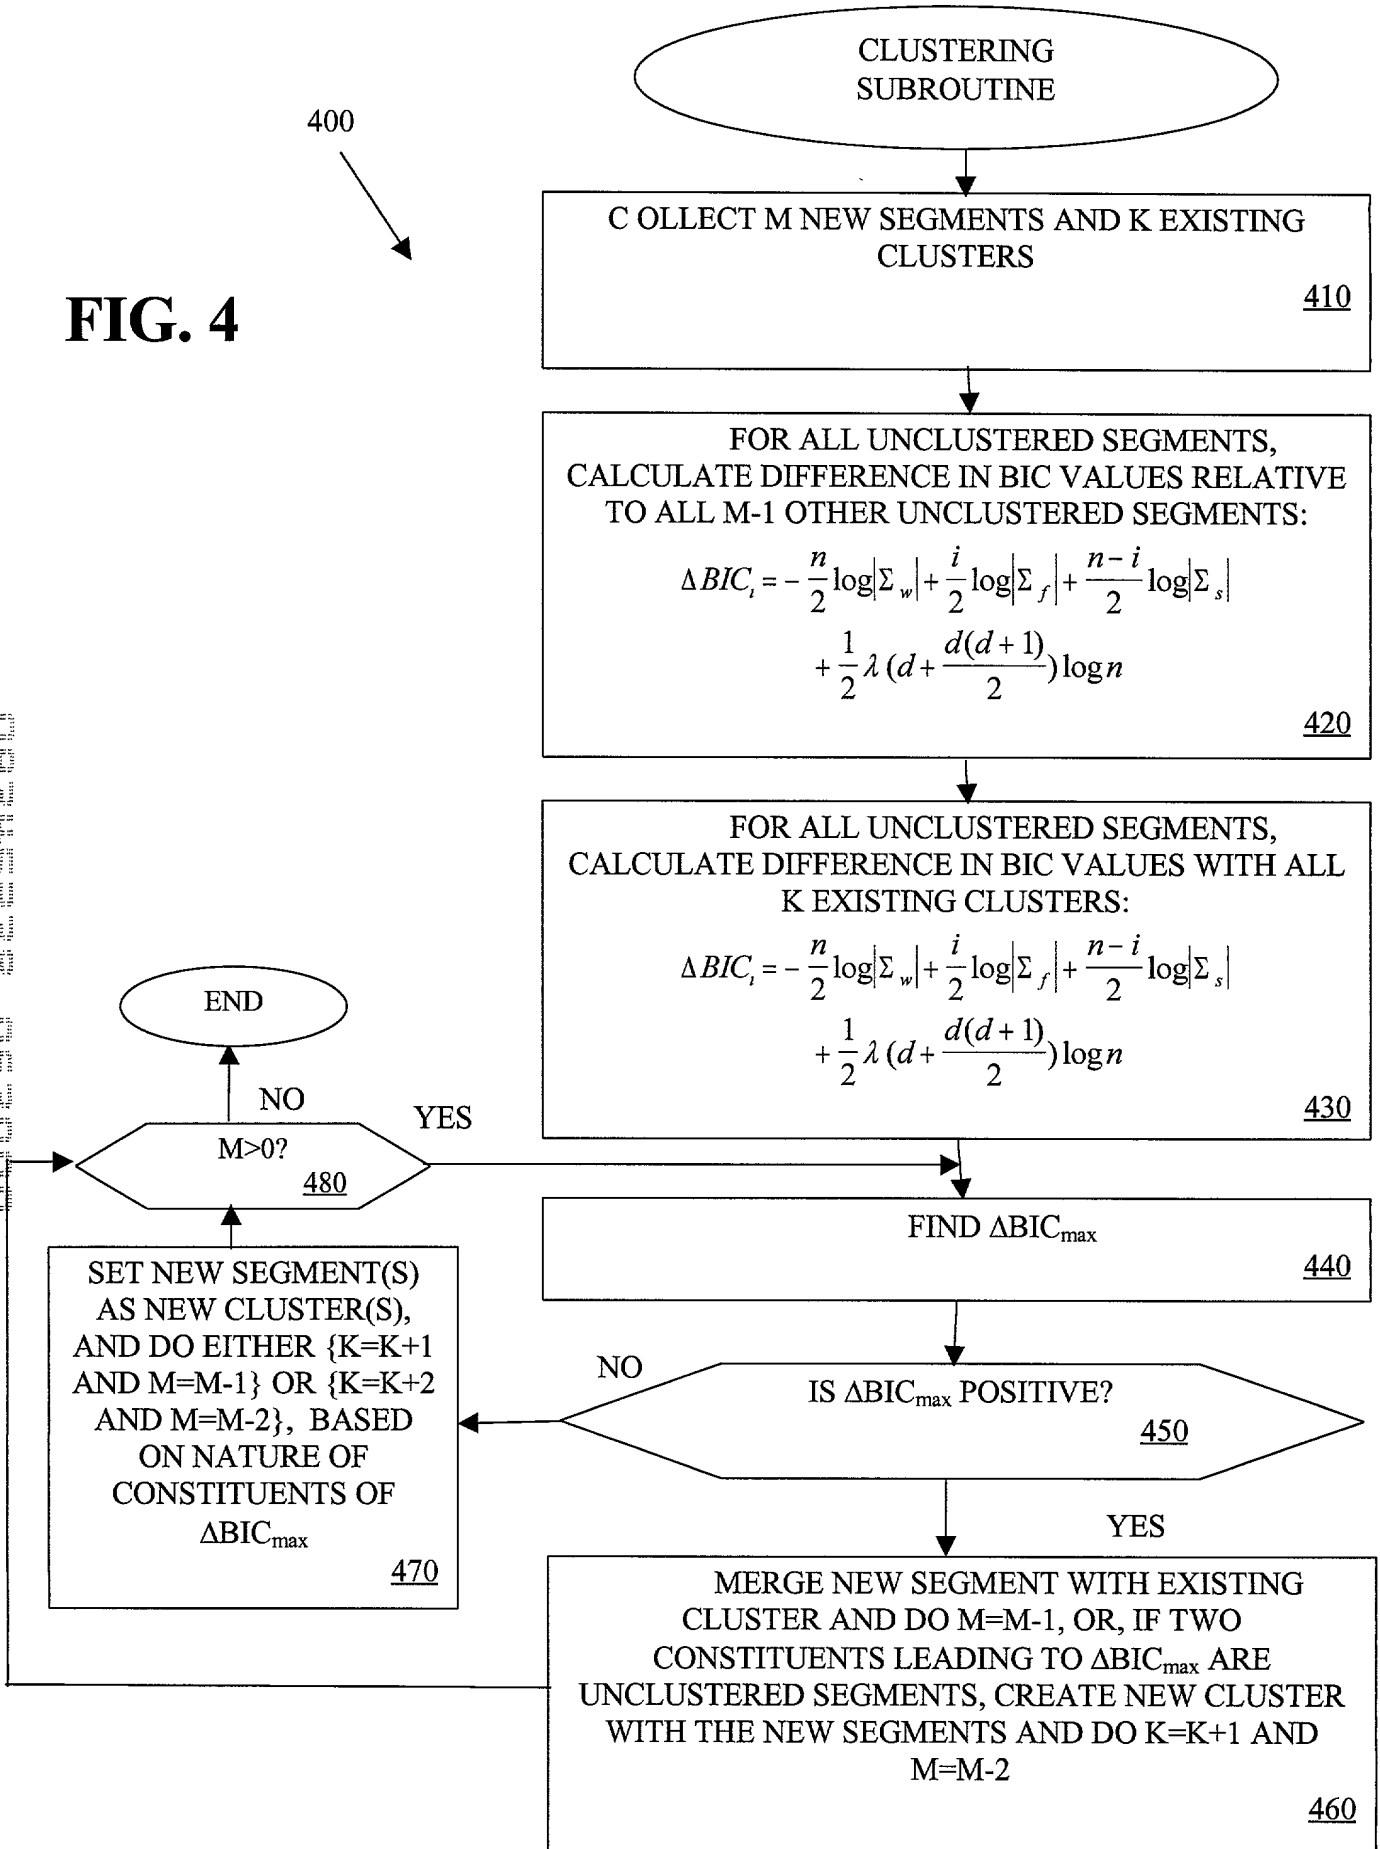 CLUSTERING
SUBROUTINE
400
FIG. 4
C OLLECT M NEW SEGMENTS AND K EXISTING
CLUSTERS
410
FOR ALL UNCLUSTERED SEGMENTS,
CALCULATE DIFFERENCE IN BIC VALUES RELATIVE
TO ALL M-1 OTHER UNCLUSTERED SEGMENTS:
ΔBIC_i = - n/2 log|Σ_w| + i/2 log|Σ_f| + n-i/2 log|Σ_s|
+ 1/2 λ (d + d(d+1)/2) log n
420
FOR ALL UNCLUSTERED SEGMENTS,
CALCULATE DIFFERENCE IN BIC VALUES WITH ALL
K EXISTING CLUSTERS:
ΔBIC_i = - n/2 log|Σ_w| + i/2 log|Σ_f| + n-i/2 log|Σ_s|
+ 1/2 λ (d + d(d+1)/2) log n
430
END
NO
YES
M>0?
480
FIND ΔBICmax
440
SET NEW SEGMENT(S)
AS NEW CLUSTER(S),
AND DO EITHER {K=K+1
AND M=M-1} OR {K=K+2
AND M=M-2}, BASED
ON NATURE OF
CONSTITUENTS OF
ΔBICmax
470
NO
IS ΔBICmax POSITIVE?
450
YES
MERGE NEW SEGMENT WITH EXISTING
CLUSTER AND DO M=M-1, OR, IF TWO
CONSTITUENTS LEADING TO ΔBICmax ARE
UNCLUSTERED SEGMENTS, CREATE NEW CLUSTER
WITH THE NEW SEGMENTS AND DO K=K+1 AND
M=M-2
460